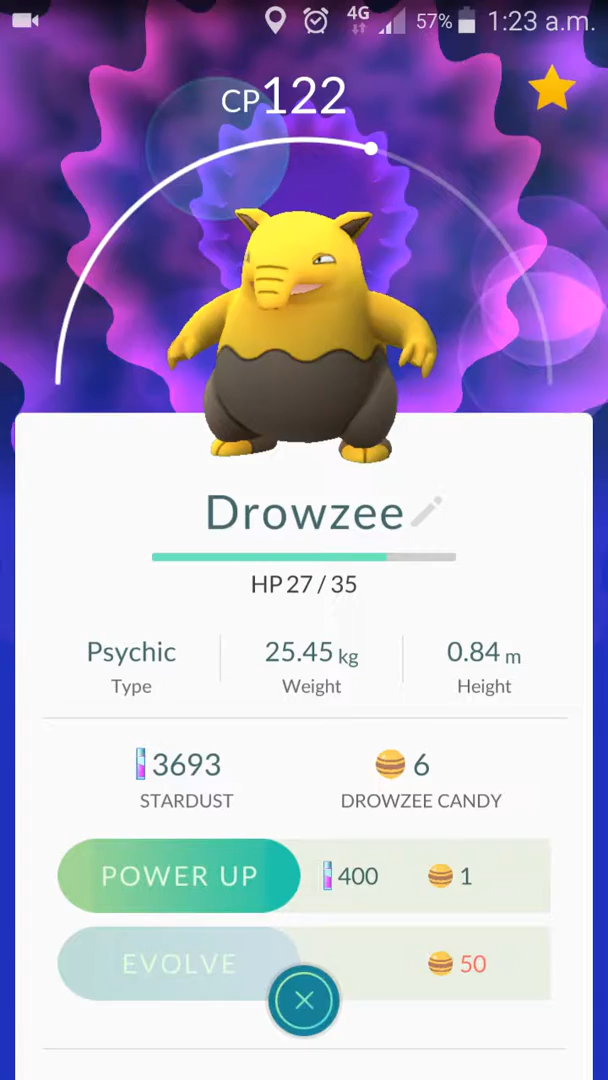 4G 57% 1:23 a.m.
CP122
Drowzee
HP 27 / 35
Psychic 25.45 kg 0.84 m
Type Weight Height
3693 6
STARDUST DROWZEE CANDY
POWER UP 400 1
EVOLVE 50